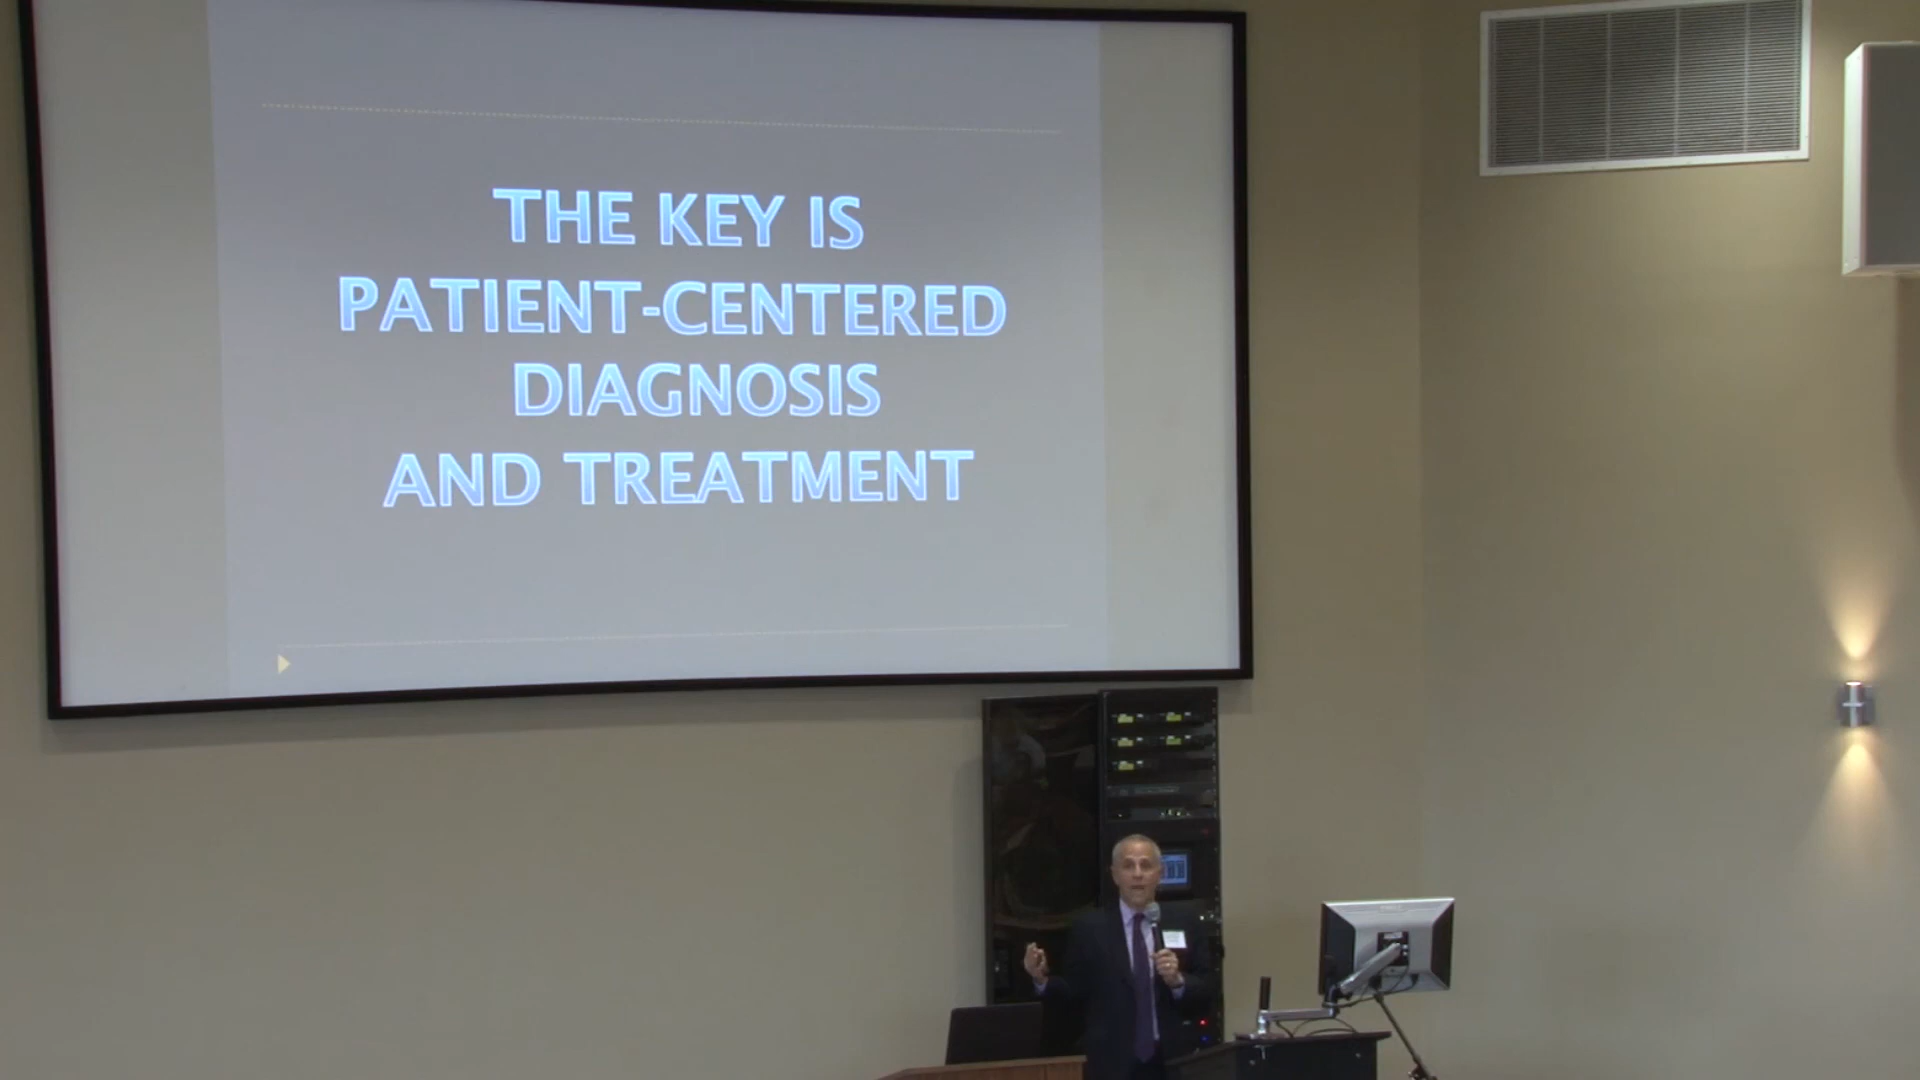 THE KEY IS
PATIENT-CENTERED
DIAGNOSIS
AND TREATMENT